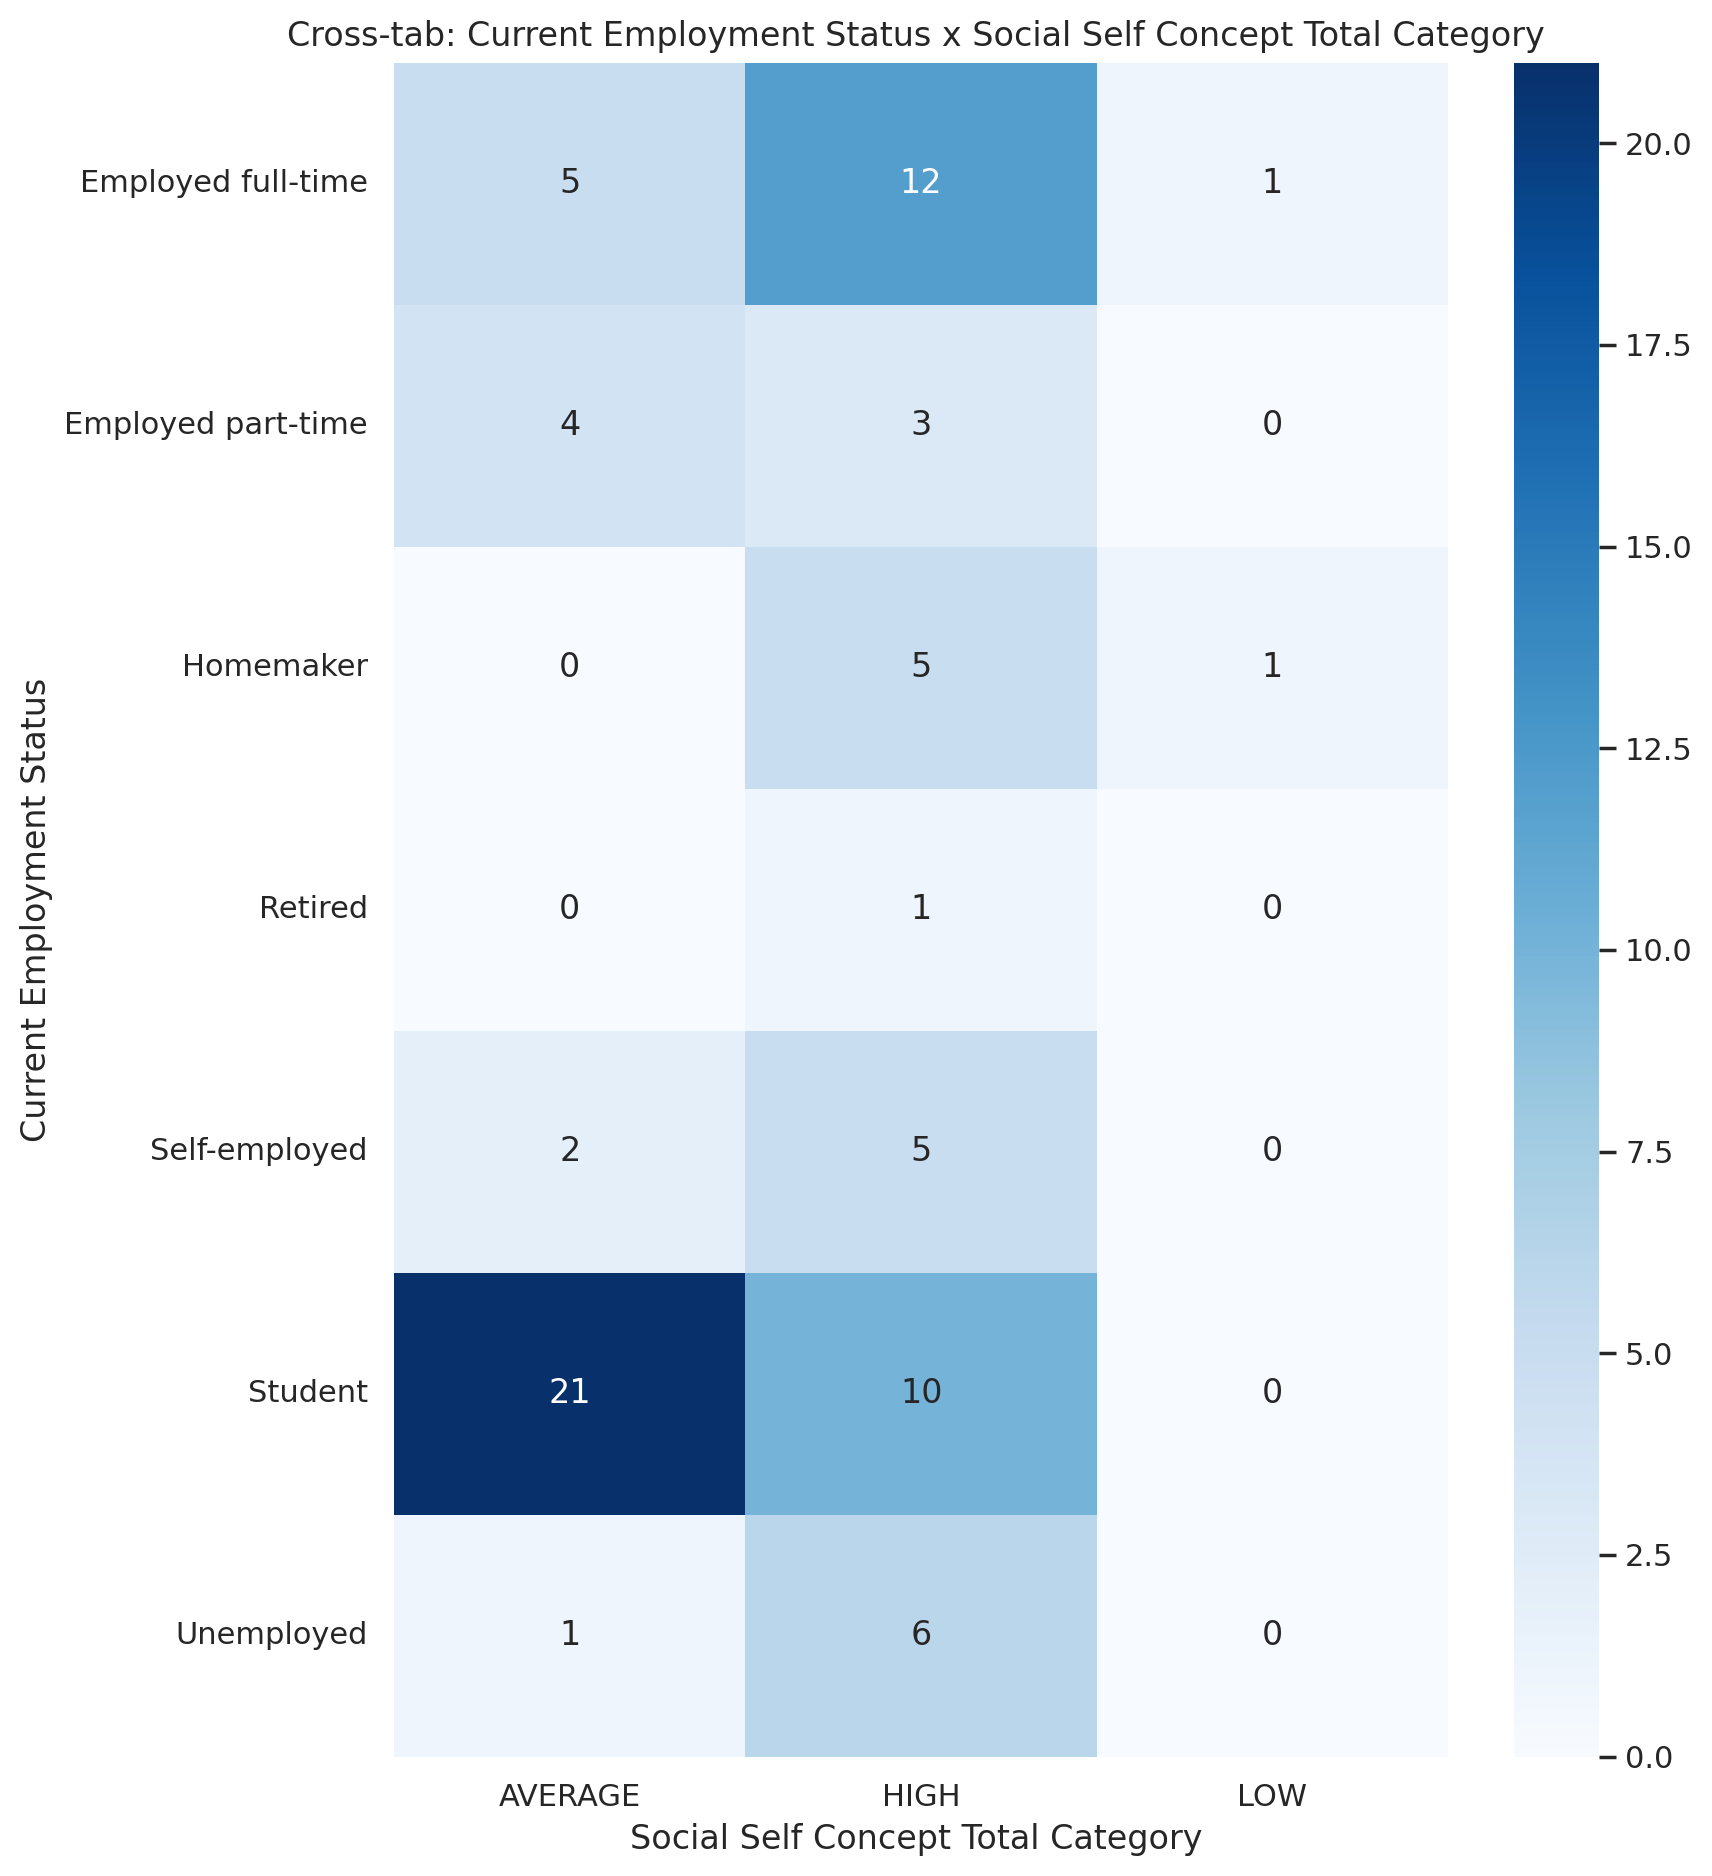 Cross-tab: Current Employment Status x Social Self Concept Total Category
Current Employment Status
Employed full-time 5 12 1
Employed part-time 4 3 0
Homemaker 0 5 1
Retired 0 1 0
Self-employed 2 5 0
Student 21 10 0
Unemployed 1 6 0
AVERAGE HIGH LOW
Social Self Concept Total Category
20.0
17.5
15.0
12.5
10.0
7.5
5.0
2.5
0.0